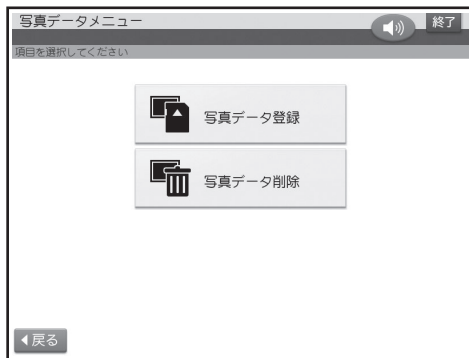 写真データメニュー
終了
項目を選択してください
写真データ登録
写真データ削除
戻る